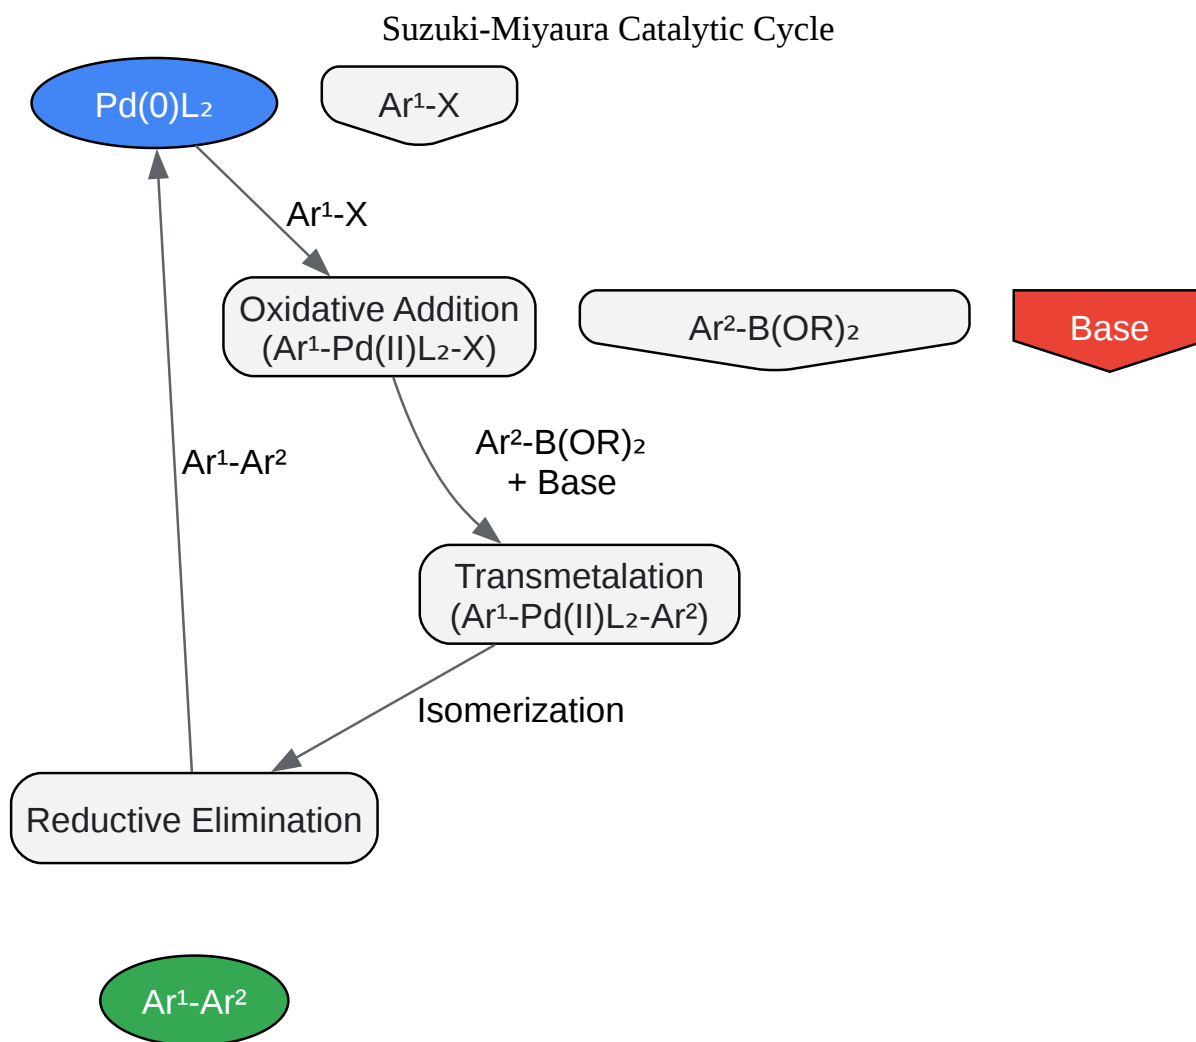 Suzuki-Miyaura Catalytic Cycle
Pd(0)L₂
Ar¹-X
Ar¹-X
Oxidative Addition
(Ar¹-Pd(II)L₂-X)
Ar²-B(OR)₂
Base
Ar²-B(OR)₂
+ Base
Ar¹-Ar²
Transmetalation
(Ar¹-Pd(II)L₂-Ar²)
Isomerization
Reductive Elimination
Ar¹-Ar²